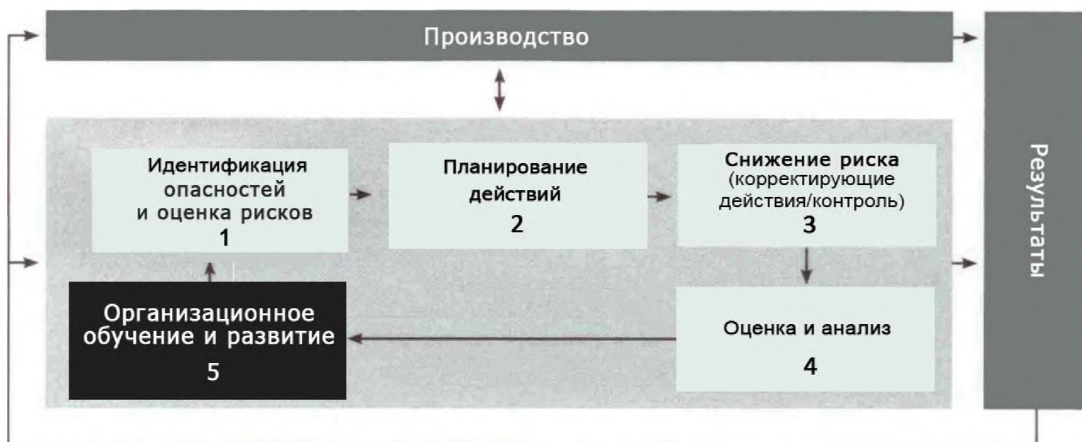 Производство
Идентификация
опасностей
и оценка рисков
1
Планирование
действий
2
Снижение риска
(корректирующие
действия/контроль)
3
Результаты
Организационное
обучение и развитие
5
Оценка и анализ
4